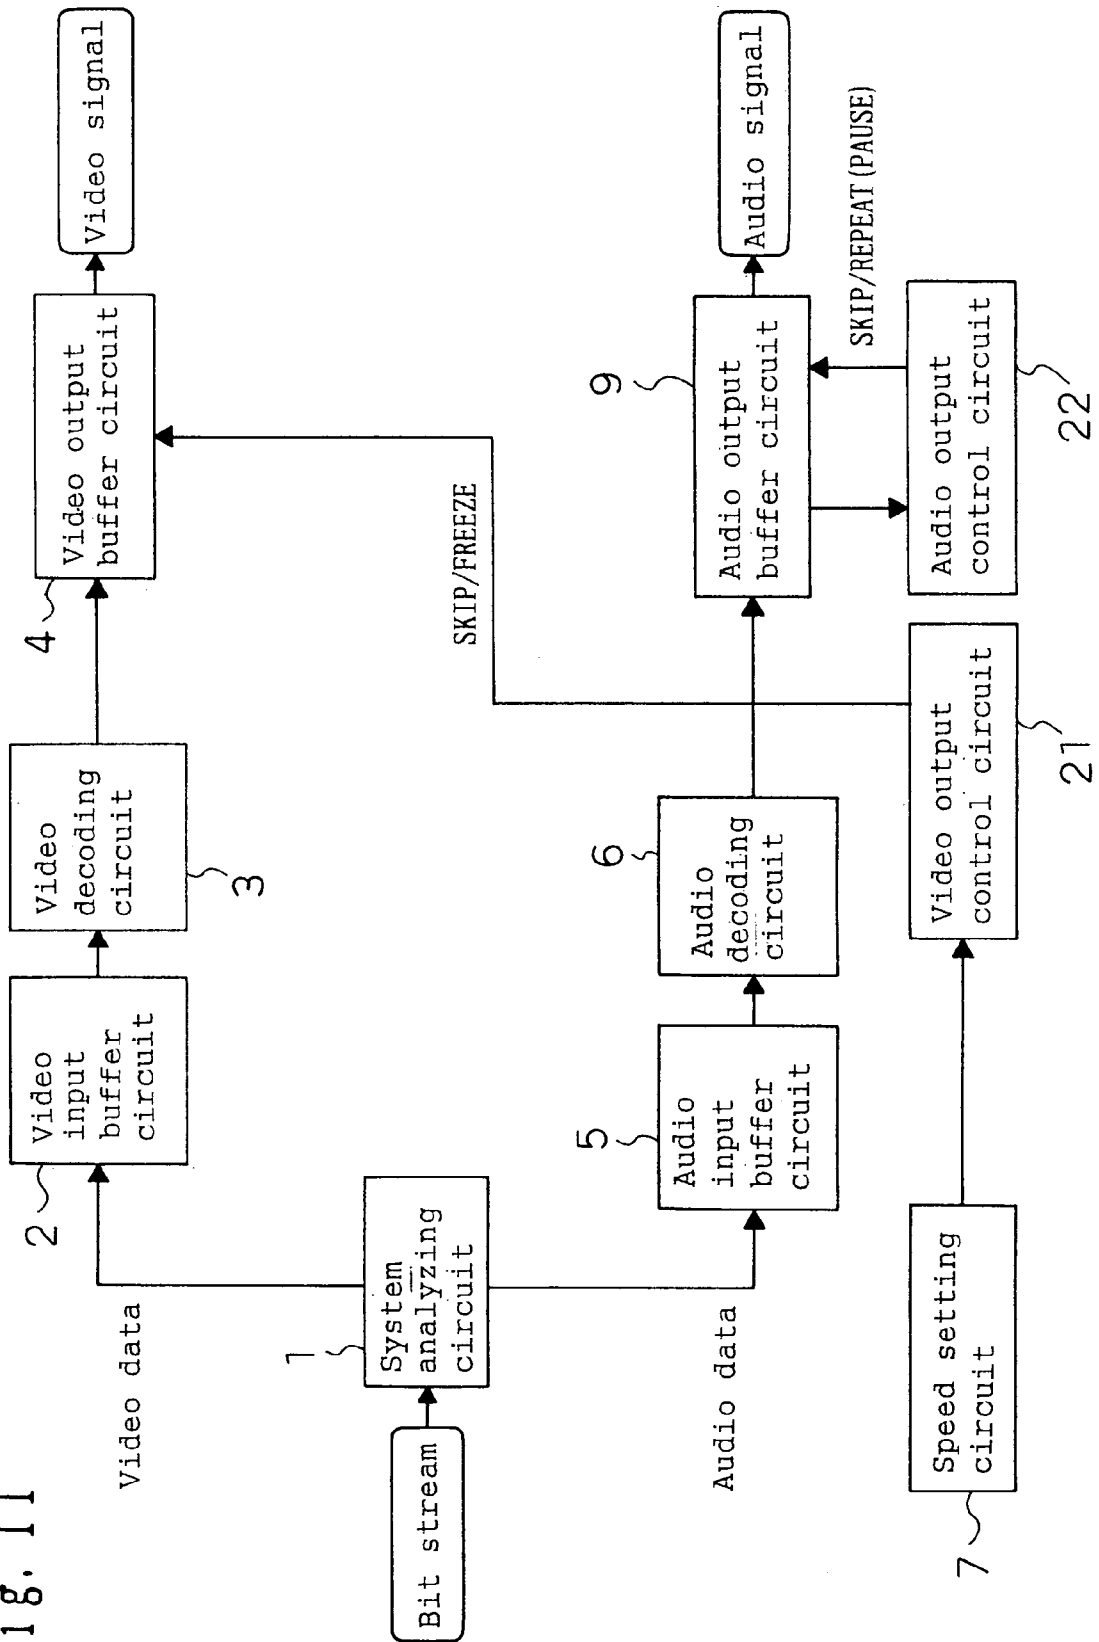 ig. 11
Bit stream
1
System
analyzing
circuit
Video data
2
Video
input
buffer
circuit
3
Video
decoding
circuit
4
Video output
buffer circuit
Video signal
SKIP/FREEZE
Audio data
5
Audio
input
buffer
circuit
6
Audio
decoding
circuit
9
Audio output
buffer circuit
Audio signal
SKIP/REPEAT(PAUSE)
7
Speed setting
circuit
Video output
control circuit
21
Audio output
control circuit
22